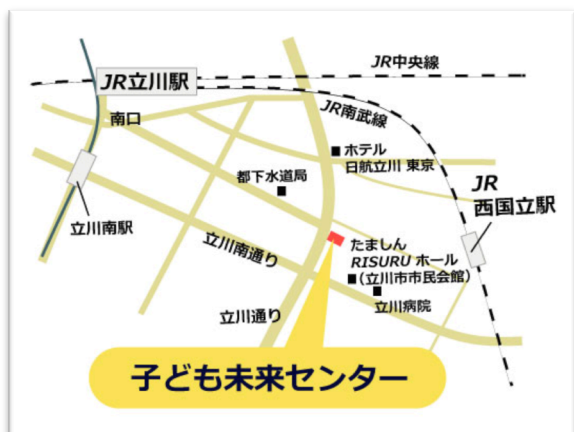 JR中央線
JR立川駅
JR南武線
南口
ホテル
日航立川 東京
都下水道局
JR
西国立駅
立川南駅
立川南通り
たましん
RISURU ホール
(立川市市民会館)
立川病院
立川通り
子ども未来センター